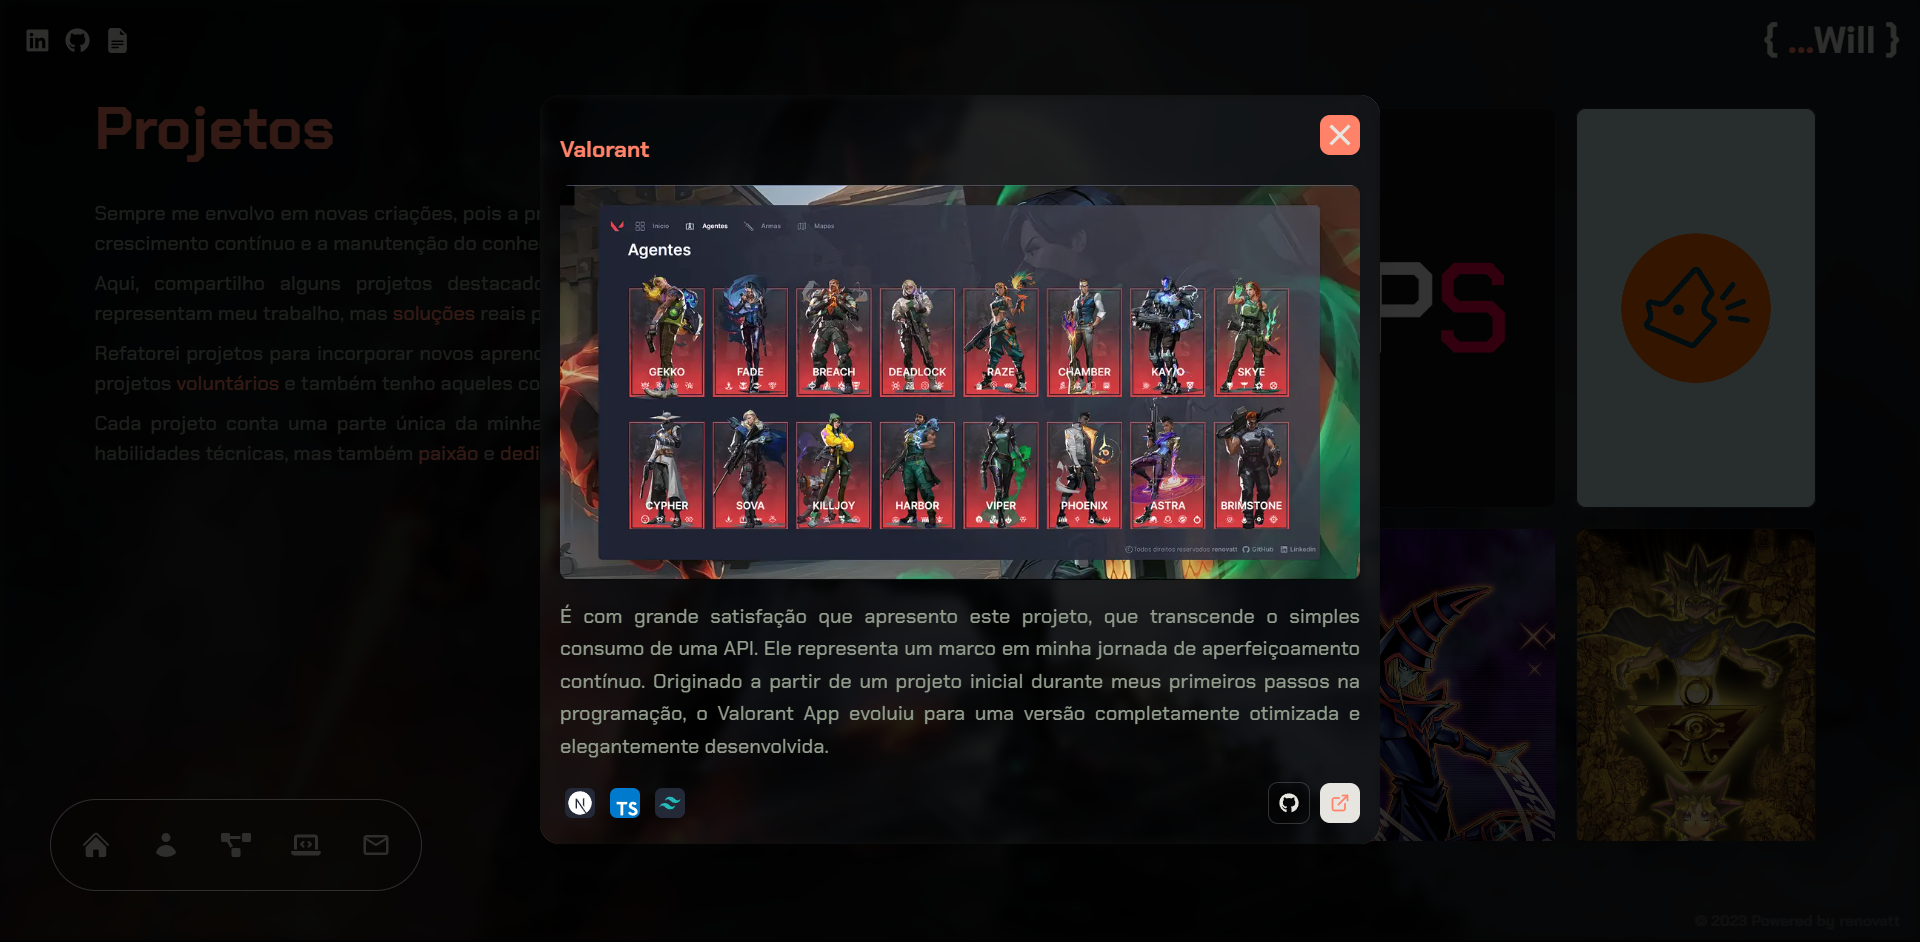 { ...Will }
Projetos
Sempre me envolvo em novas criações, pois a pr
crescimento contínuo e a manutenção do conhe
Aqui, compartilho alguns projetos destacado
representam meu trabalho, mas soluções reais p
Refatorei projetos para incorporar novos aprend
projetos voluntários e também tenho aqueles co
Cada projeto conta uma parte única da minha
habilidades técnicas, mas também paixão e dedi
Valorant
Inicio Agentes Armas Mapas
Agentes
GEKKO FADE BREACH DEADLOCK RAZE CHAMBER KAY/O SKYE
CYPHER SOVA KILLJOY HARBOR VIPER PHOENIX ASTRA BRIMSTONE
©Todos direitos reservados renovatt GitHub Linkedin
É com grande satisfação que apresento este projeto, que transcende o simples
consumo de uma API. Ele representa um marco em minha jornada de aperfeiçoamento
contínuo. Originado a partir de um projeto inicial durante meus primeiros passos na
programação, o Valorant App evoluiu para uma versão completamente otimizada e
elegantemente desenvolvida.
N TS
PS
© 2023 Powered by renovatt